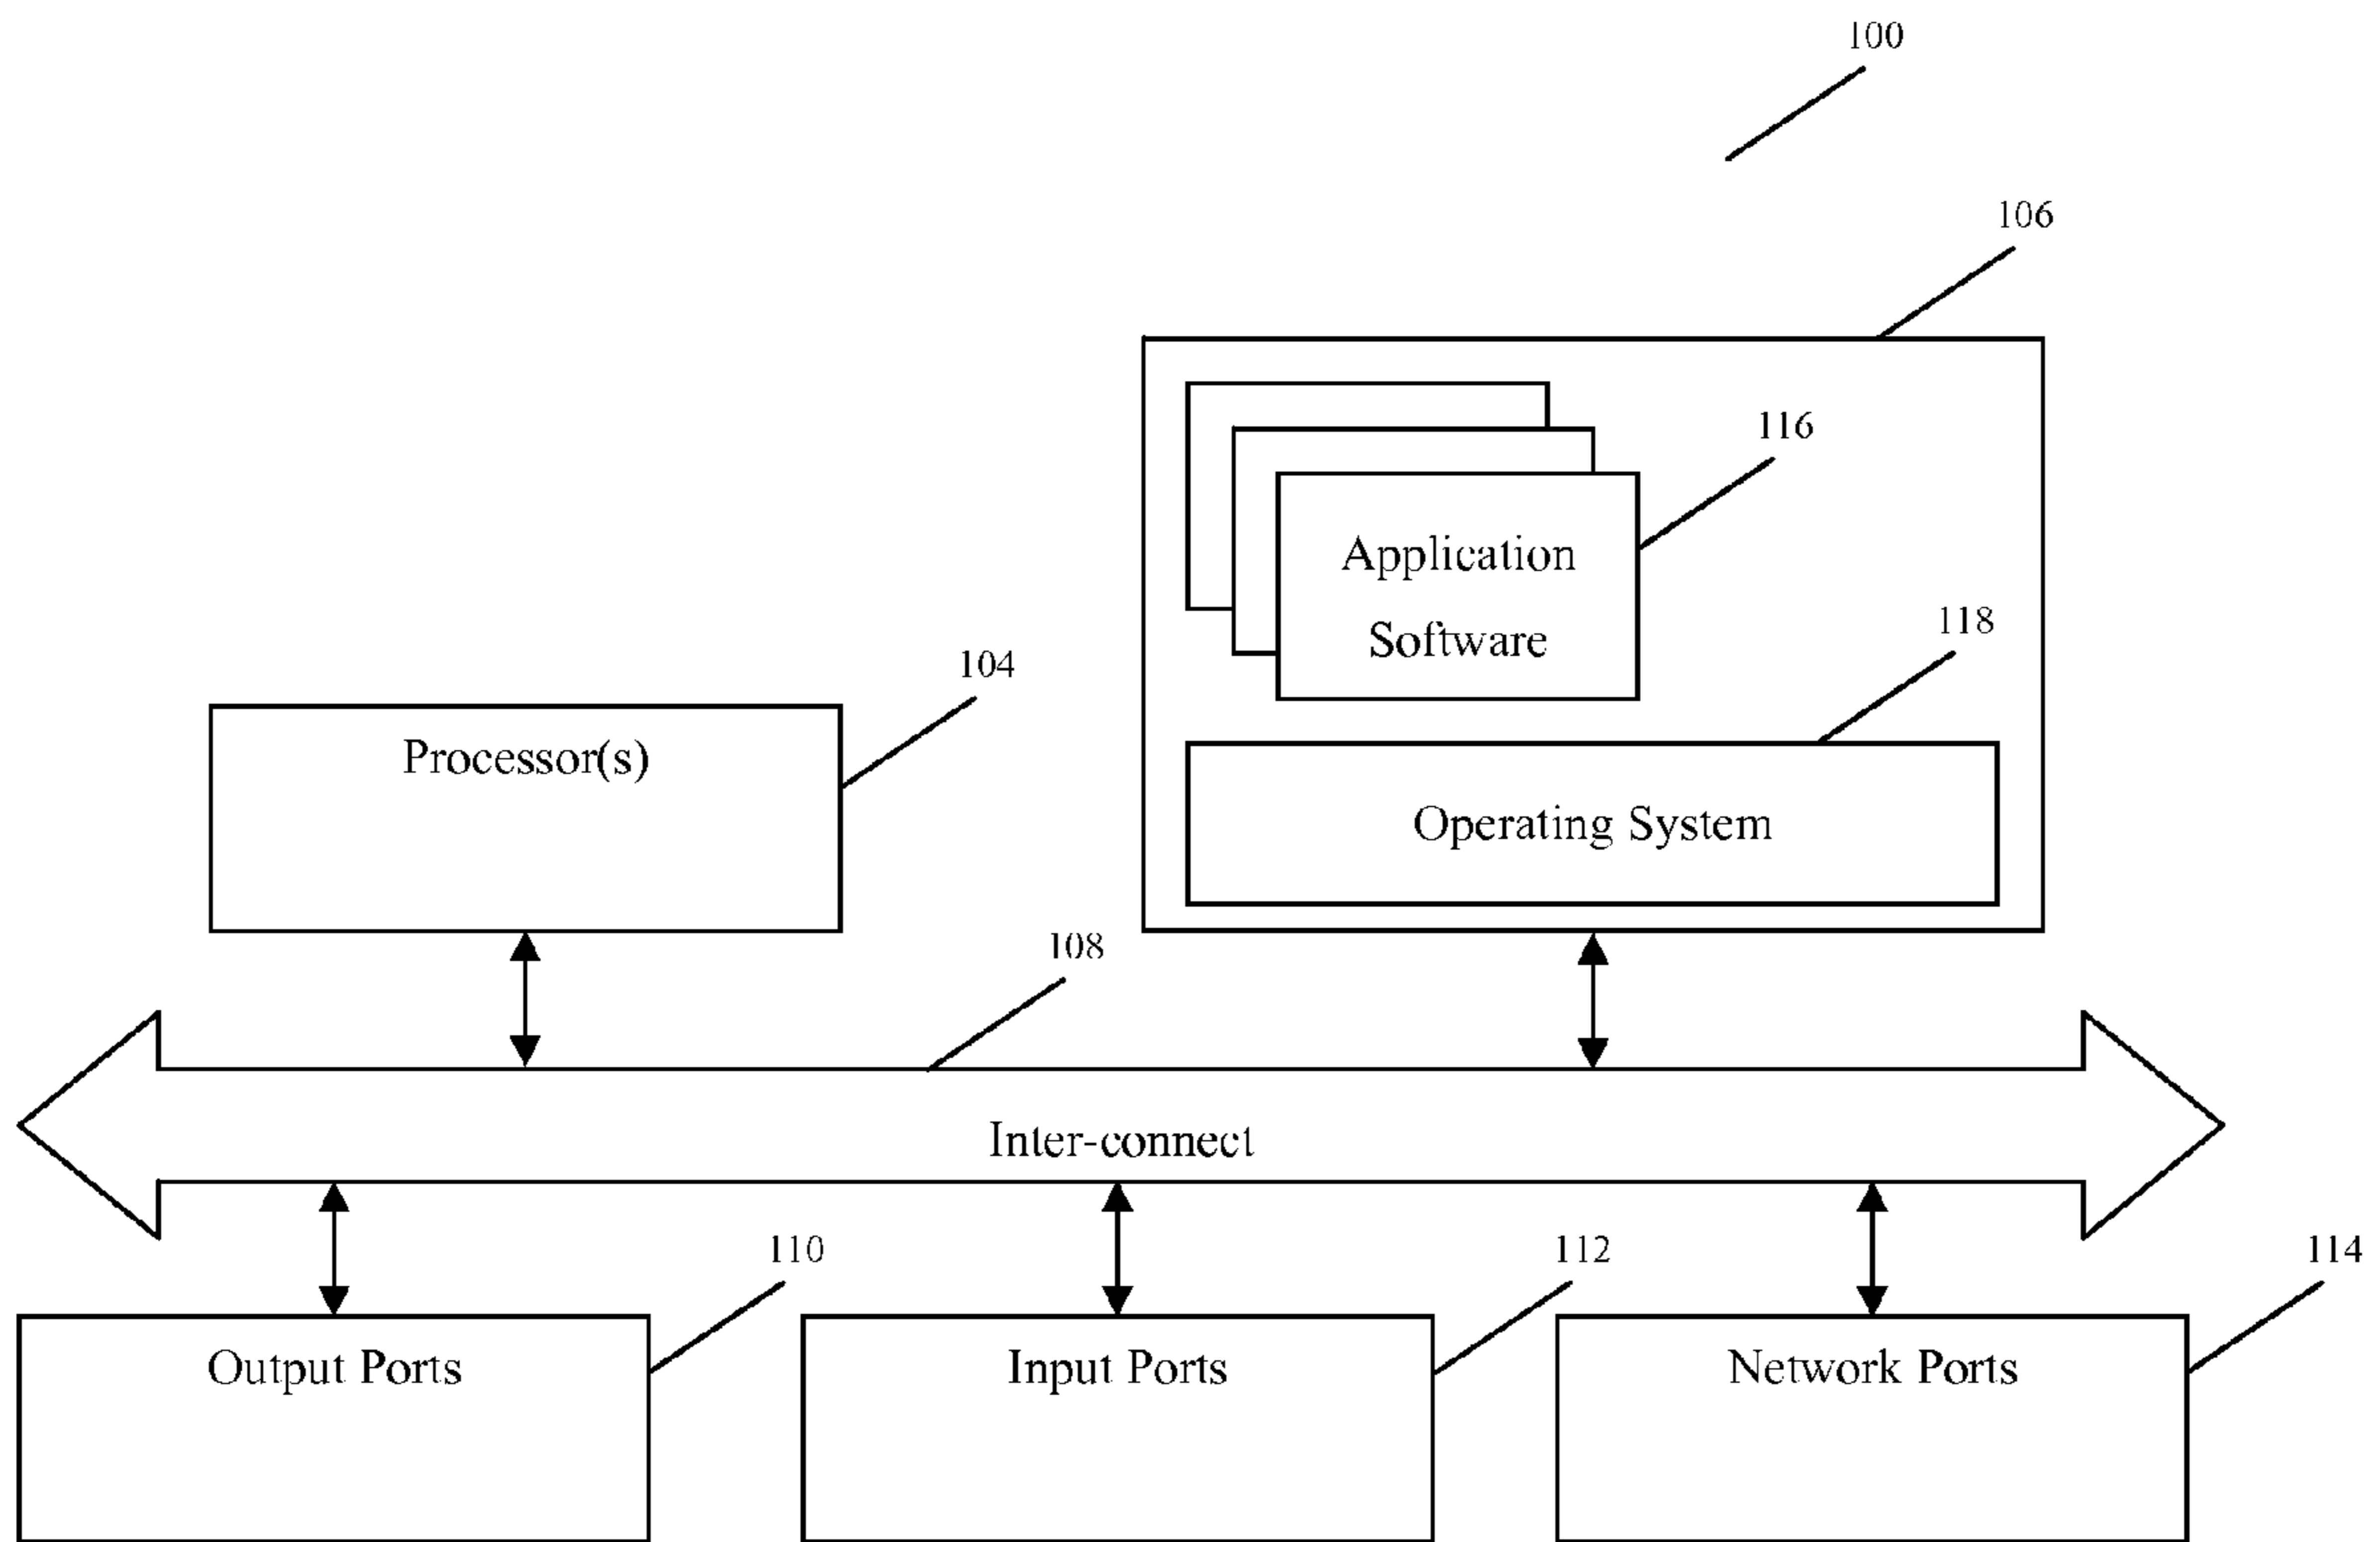 100
106
116
Application
Software
118
104
Processor(s)
Operating System
108
Inter-connect
110
112
114
Output Ports
Input Ports
Network Ports